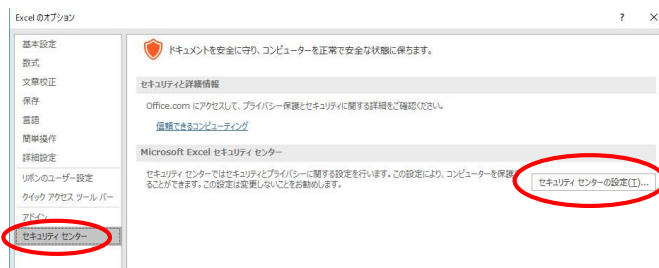 Excel のオプション ? ×
基本設定
数式
文章校正
保存
言語
簡単操作
詳細設定
リボンのユーザー設定
クイック アクセス ツール バー
アドイン
セキュリティ センター
ドキュメントを安全に守り、コンピューターを正常で安全な状態に保ちます。
セキュリティと詳細情報
Office.com にアクセスして、プライバシー保護とセキュリティに関する詳細をご確認ください。
信頼できるコンピューティング
Microsoft Excel セキュリティ センター
セキュリティ センターではセキュリティとプライバシーに関する設定を行います。この設定により、コンピューターを保護
ることができます。この設定は変更しないことをお勧めします。
セキュリティ センターの設定(T)...